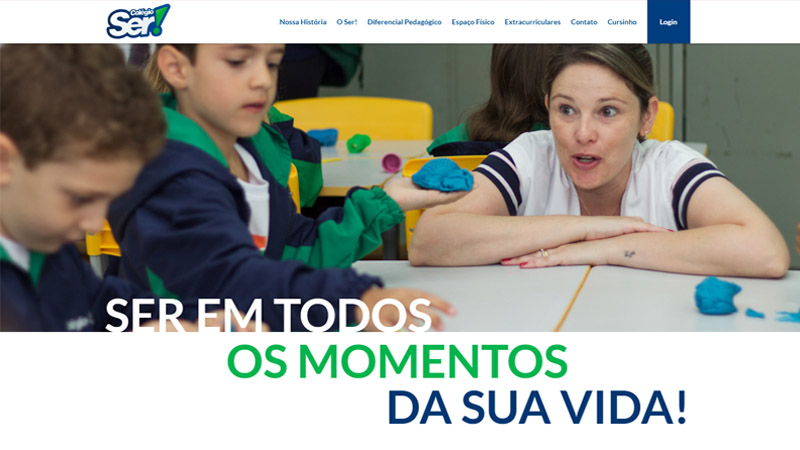 Colégio
Ser!
Nossa História O Ser! Diferencial Pedagógico Espaço Físico Extracurriculares Contato Cursinho Login
SER EM TODOS
OS MOMENTOS
DA SUA VIDA!